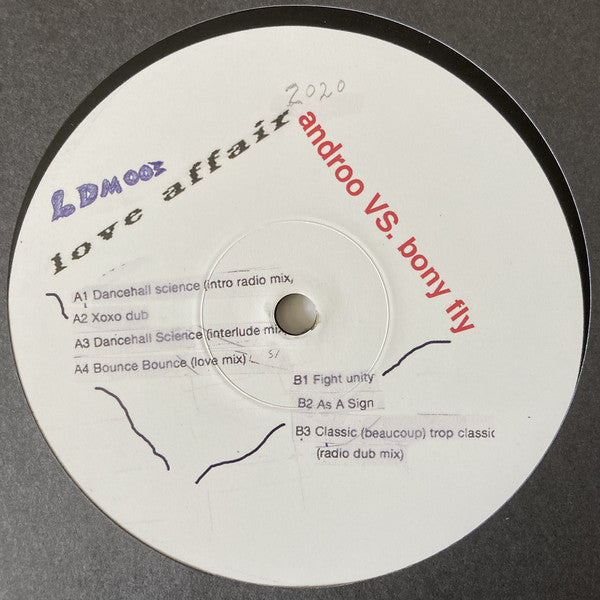 2020
androo VS. bony fly
love affair
LDM003
A1 Dancehall science (intro radio mix)
A2 Xoxo dub
A3 Dancehall Science (interlude mix
A4 Bounce Bounce (love mix)
B1 Fight unity
B2 As A Sign
B3 Classic (beaucoup) trop classic
(radio dub mix)